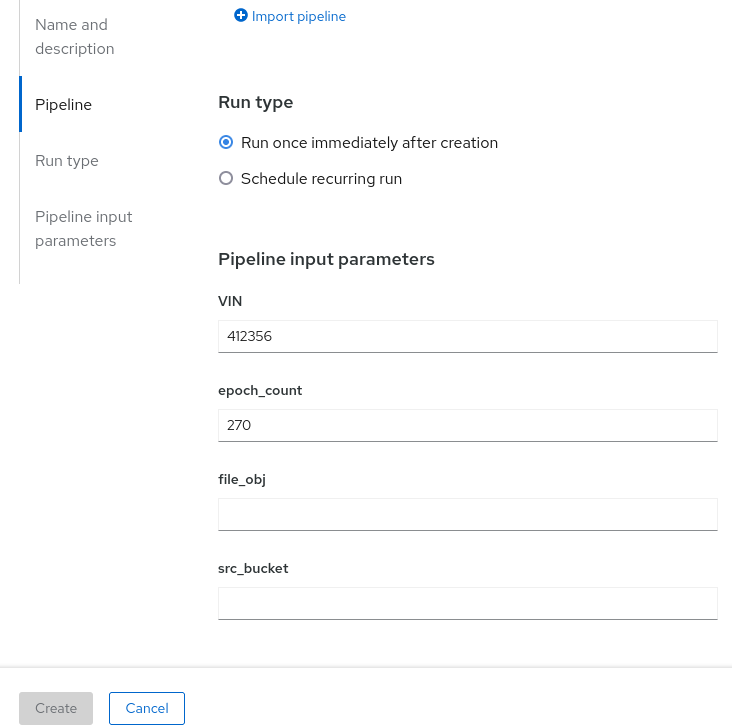 Name and
description
Pipeline
Run type
Pipeline input
parameters
Import pipeline
Run type
Run once immediately after creation
Schedule recurring run
Pipeline input parameters
VIN
412356
epoch_count
270
file_obj
src_bucket
Create
Cancel